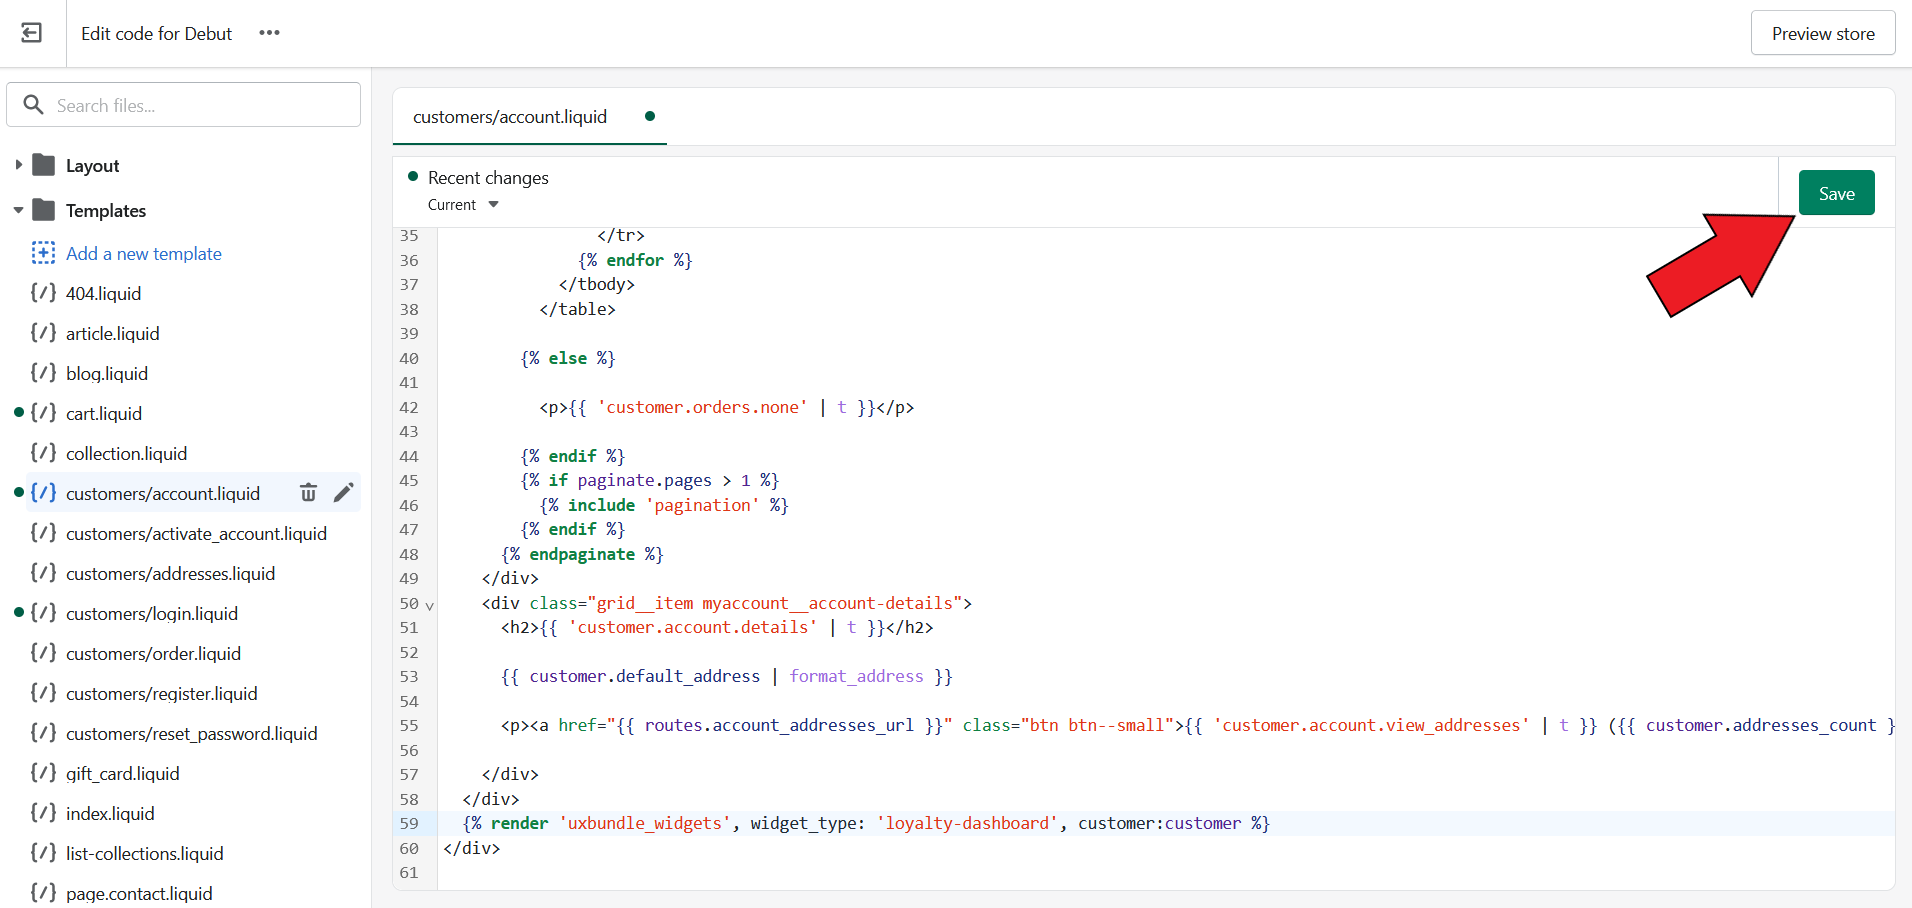 Edit code for Debut •••
Preview store
Search files...
Layout
Templates
Add a new template
{/} 404.liquid
{/} article.liquid
{/} blog.liquid
{/} cart.liquid
{/} collection.liquid
{/} customers/account.liquid
{/} customers/activate_account.liquid
{/} customers/addresses.liquid
{/} customers/login.liquid
{/} customers/order.liquid
{/} customers/register.liquid
{/} customers/reset_password.liquid
{/} gift_card.liquid
{/} index.liquid
{/} list-collections.liquid
{/} page.contact.liquid
customers/account.liquid
Recent changes
Current
Save
35 </tr>
36 {% endfor %}
37 </tbody>
38 </table>
39
40 {% else %}
41
42 <p>{{ 'customer.orders.none' | t }}</p>
43
44 {% endif %}
45 {% if paginate.pages > 1 %}
46 {% include 'pagination' %}
47 {% endif %}
48 {% endpaginate %}
49 </div>
50 <div class="grid__item myaccount__account-details">
51 <h2>{{ 'customer.account.details' | t }}</h2>
52
53 {{ customer.default_address | format_address }}
54
55 <p><a href="{{ routes.account_addresses_url }}" class="btn btn--small">{{ 'customer.account.view_addresses' | t }} ({{ customer.addresses_count }
56
57 </div>
58 </div>
59 {% render 'uxbundle_widgets', widget_type: 'loyalty-dashboard', customer:customer %}
60 </div>
61